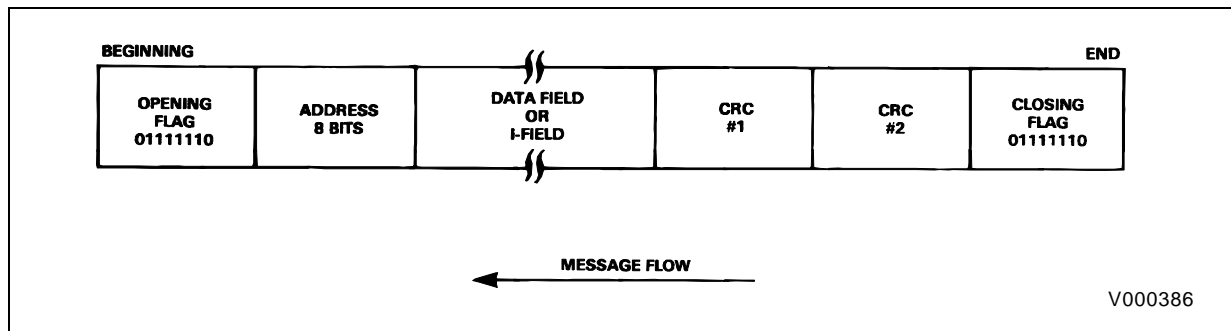 BEGINNING
END
OPENING
FLAG
01111110
ADDRESS
8 BITS
DATA FIELD
OR
I-FIELD
CRC
#1
CRC
#2
CLOSING
FLAG
01111110
MESSAGE FLOW
V000386